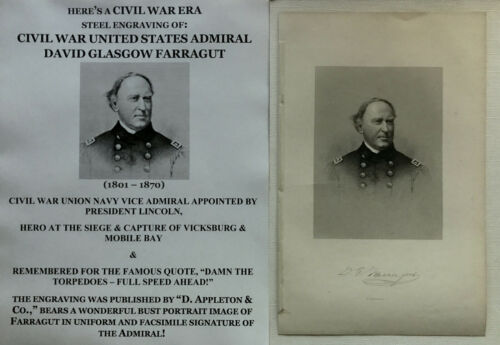 HERE'S A CIVIL WAR ERA
STEEL ENGRAVING OF:
CIVIL WAR UNITED STATES ADMIRAL
DAVID GLASGOW FARRAGUT
(1801 – 1870)
CIVIL WAR UNION NAVY VICE ADMIRAL APPOINTED BY
PRESIDENT LINCOLN,
HERO AT THE SIEGE & CAPTURE OF VICKSBURG &
MOBILE BAY
&
REMEMBERED FOR THE FAMOUS QUOTE, "DAMN THE
TORPEDOES – FULL SPEED AHEAD!"
THE ENGRAVING WAS PUBLISHED BY "D. APPLETON &
CO.," BEARS A WONDERFUL BUST PORTRAIT IMAGE OF
FARRAGUT IN UNIFORM AND FACSIMILE SIGNATURE OF
THE ADMIRAL!
D. G. Farragut